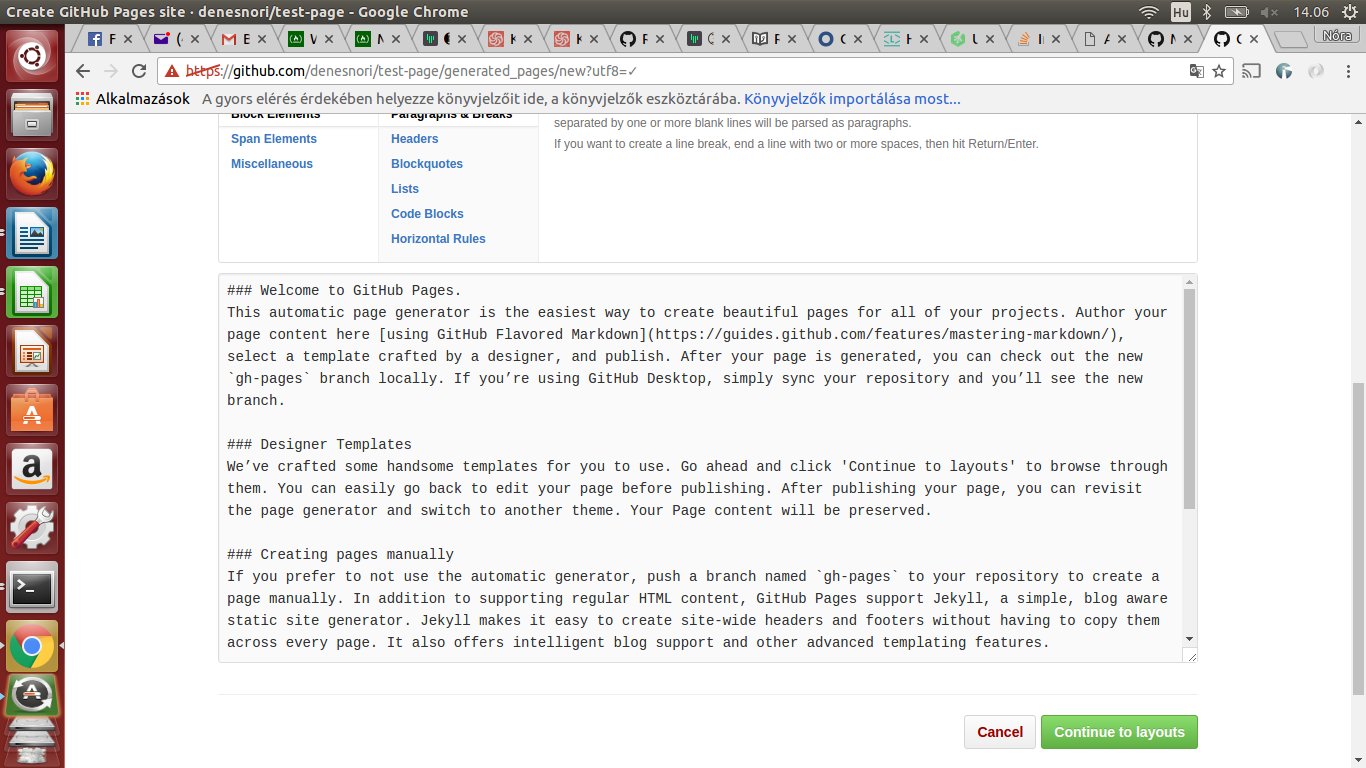 Create GitHub Pages site · denesnori/test-page - Google Chrome
Hu
14.06
F
(
E
V
N
K
K
F
F
H
U
I
A
N
Nóra
https://github.com/denesnori/test-page/generated_pages/new?utf8=✓
Alkalmazások
A gyors elérés érdekében helyezze könyvjelzőit ide, a könyvjelzők eszköztárába. Könyvjelzők importálása most...
Block Elements
Paragraphs & Breaks
separated by one or more blank lines will be parsed as paragraphs.
Span Elements
Headers
If you want to create a line break, end a line with two or more spaces, then hit Return/Enter.
Miscellaneous
Blockquotes
Lists
Code Blocks
Horizontal Rules
### Welcome to GitHub Pages.
This automatic page generator is the easiest way to create beautiful pages for all of your projects. Author your
page content here [using GitHub Flavored Markdown](https://guides.github.com/features/mastering-markdown/),
select a template crafted by a designer, and publish. After your page is generated, you can check out the new
`gh-pages` branch locally. If you’re using GitHub Desktop, simply sync your repository and you’ll see the new
branch.
### Designer Templates
We’ve crafted some handsome templates for you to use. Go ahead and click 'Continue to layouts' to browse through
them. You can easily go back to edit your page before publishing. After publishing your page, you can revisit
the page generator and switch to another theme. Your Page content will be preserved.
### Creating pages manually
If you prefer to not use the automatic generator, push a branch named `gh-pages` to your repository to create a
page manually. In addition to supporting regular HTML content, GitHub Pages support Jekyll, a simple, blog aware
static site generator. Jekyll makes it easy to create site-wide headers and footers without having to copy them
across every page. It also offers intelligent blog support and other advanced templating features.
Cancel
Continue to layouts